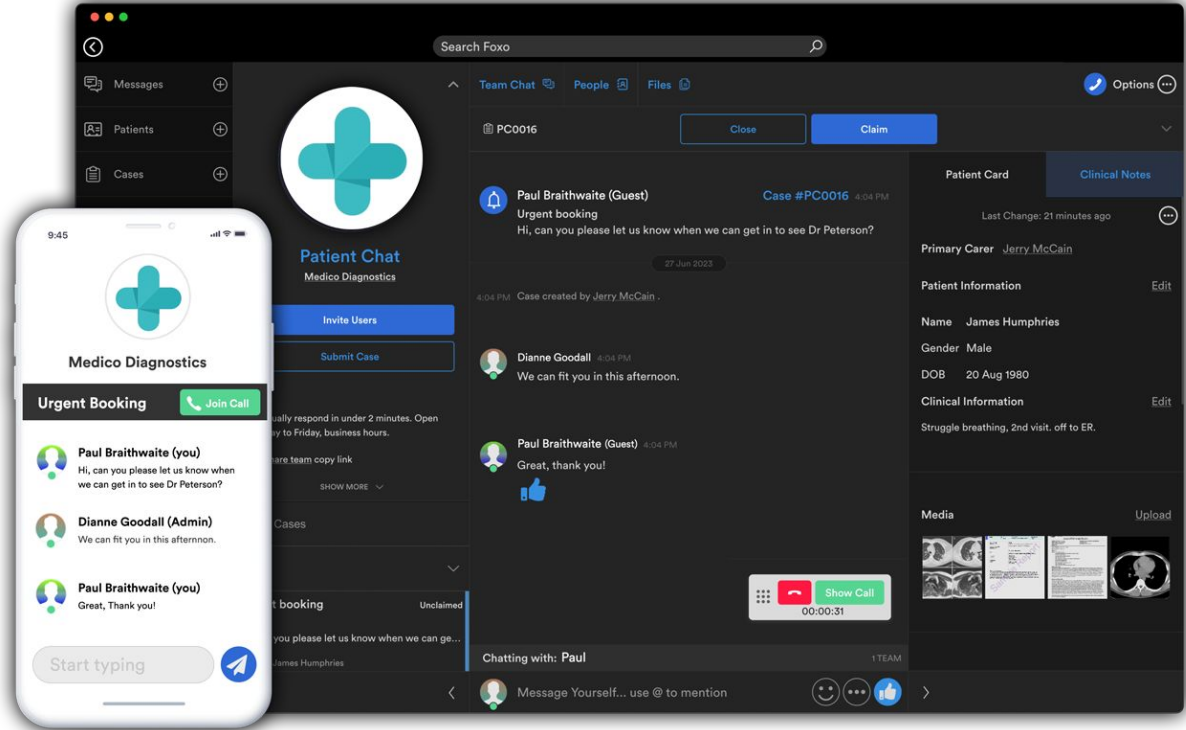 Search Foxo
Messages
Patients
Cases
Patient Chat
Medico Diagnostics
Invite Users
Submit Case
ually respond in under 2 minutes. Open
ay to Friday, business hours.
are team copy link
SHOW MORE
Cases
t booking
Unclaimed
you please let us know when we can ge...
James Humphries
Team Chat
People
Files
Options
PC0016
Close
Claim
Paul Braithwaite (Guest)
Case #PC0016 4:04 PM
Urgent booking
Hi, can you please let us know when we can get in to see Dr Peterson?
27 Jun 2023
4:04 PM Case created by Jerry McCain .
Dianne Goodall 4:04 PM
We can fit you in this afternoon.
Paul Braithwaite (Guest) 4:04 PM
Great, thank you!
Show Call
00:00:31
Chatting with: Paul
1 TEAM
Message Yourself... use @ to mention
Patient Card
Clinical Notes
Last Change: 21 minutes ago
Primary Carer Jerry McCain
Patient Information
Edit
Name James Humphries
Gender Male
DOB 20 Aug 1980
Clinical Information
Edit
Struggle breathing, 2nd visit. off to ER.
Media
Upload
9:45
Medico Diagnostics
Urgent Booking
Join Call
Paul Braithwaite (you)
Hi, can you please let us know when
we can get in to see Dr Peterson?
Dianne Goodall (Admin)
We can fit you in this afternnon.
Paul Braithwaite (you)
Great, Thank you!
Start typing